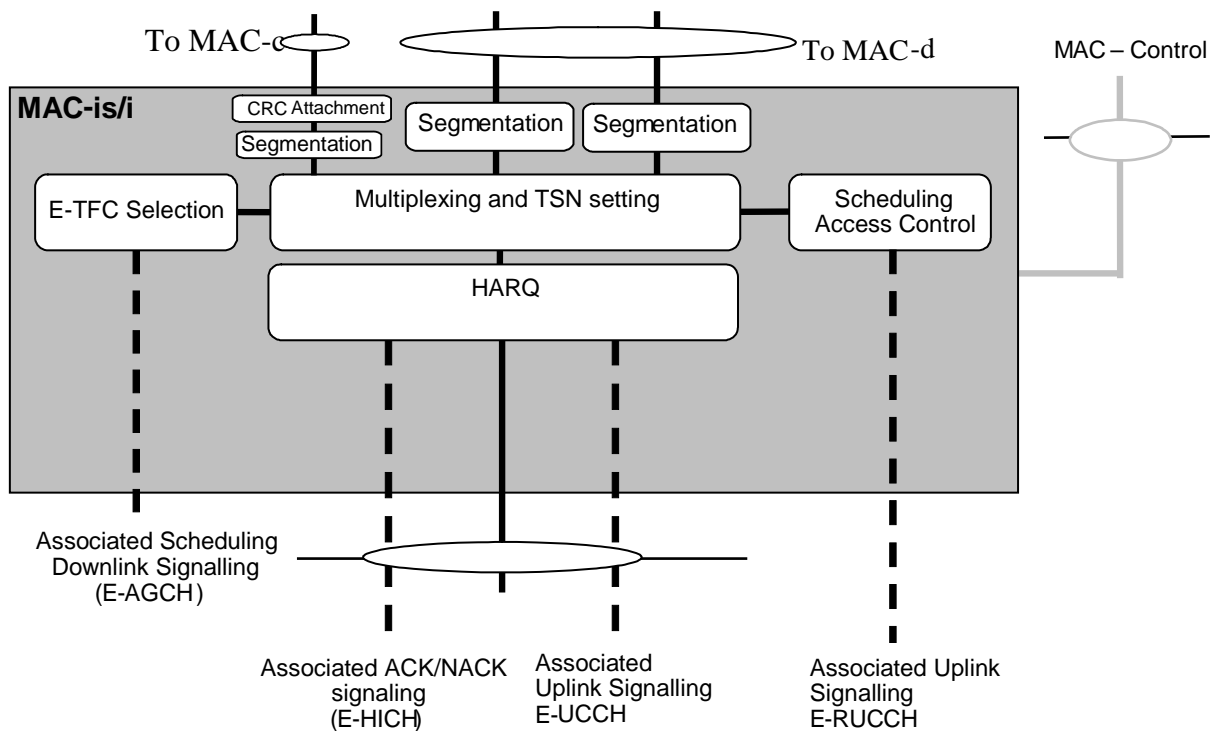 To MAC-c
To MAC-d
MAC – Control
MAC-is/i
CRC Attachment
Segmentation
Segmentation
Segmentation
E-TFC Selection
Multiplexing and TSN setting
Scheduling
Access Control
HARQ
Associated Scheduling
Downlink Signalling
(E-AGCH)
Associated ACK/NACK
signaling
(E-HICH)
Associated
Uplink Signalling
E-UCCH
Associated Uplink
Signalling
E-RUCCH